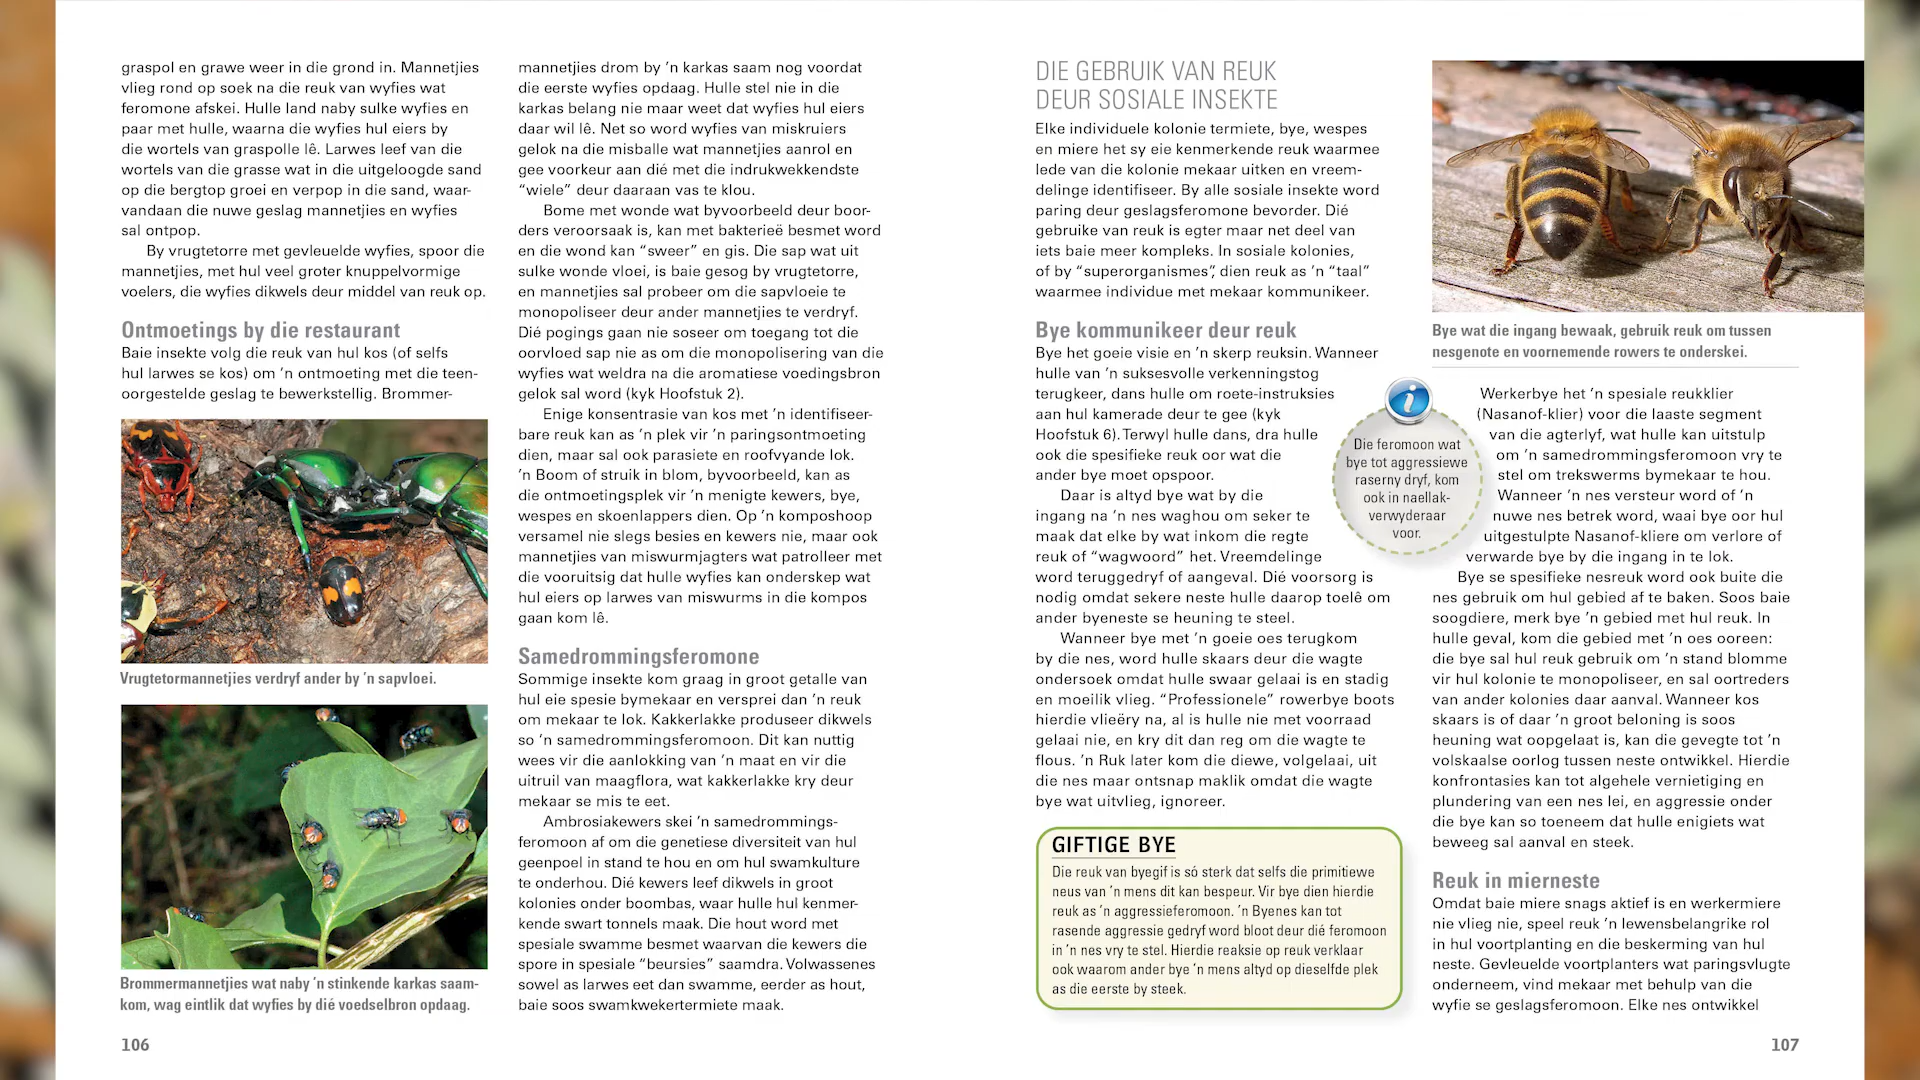 graspol en grawe weer in die grond in. Mannetjies
vlieg rond op soek na die reuk van wyfies wat
feromone afskei. Hulle land naby sulke wyfies en
paar met hulle, waarna die wyfies hul eiers by
die wortels van graspolle lê. Larwes leef van die
wortels van die grasse wat in die uitgeloogde sand
op die bergtop groei en verpop in die sand, waar-
vandaan die nuwe geslag mannetjies en wyfies
sal ontpop.
By vrugtetorre met gevleuelde wyfies, spoor die
mannetjies, met hul veel groter knuppelvormige
voelers, die wyfies dikwels deur middel van reuk op.
Ontmoetings by die restaurant
Baie insekte volg die reuk van hul kos (of selfs
hul larwes se kos) om ’n ontmoeting met die teen-
oorgestelde geslag te bewerkstellig. Brommer-
Vrugtetormannetjies verdryf ander by ’n sapvloei.
Brommermannetjies wat naby ’n stinkende karkas saam-
kom, wag eintlik dat wyfies by dié voedselbron opdaag.
106
mannetjies drom by ’n karkas saam nog voordat
die eerste wyfies opdaag. Hulle stel nie in die
karkas belang nie maar weet dat wyfies hul eiers
daar wil lê. Net so word wyfies van miskruiers
gelok na die misballe wat mannetjies aanrol en
gee voorkeur aan dié met die indrukwekkendste
“wiele” deur daaraan vas te klou.
Bome met wonde wat byvoorbeeld deur boor-
ders veroorsaak is, kan met bakterieë besmet word
en die wond kan “sweer” en gis. Die sap wat uit
sulke wonde vloei, is baie gesog by vrugtetorre,
en mannetjies sal probeer om die sapvloeie te
monopoliseer deur ander mannetjies te verdryf.
Dié pogings gaan nie soseer om toegang tot die
oorvloed sap nie as om die monopolisering van die
wyfies wat weldra na die aromatiese voedingsbron
gelok sal word (kyk Hoofstuk 2).
Enige konsentrasie van kos met ’n identifiseer-
bare reuk kan as ’n plek vir ’n paringsontmoeting
dien, maar sal ook parasiete en roofvyande lok.
’n Boom of struik in blom, byvoorbeeld, kan as
die ontmoetingsplek vir ’n menigte kewers, bye,
wespes en skoenlappers dien. Op ’n komposhoop
versamel nie slegs besies en kewers nie, maar ook
mannetjies van miswurmjagters wat patrolleer met
die vooruitsig dat hulle wyfies kan onderskep wat
hul eiers op larwes van miswurms in die kompos
gaan kom lê.
Samedrommingsferomone
Sommige insekte kom graag in groot getalle van
hul eie spesie bymekaar en versprei dan ’n reuk
om mekaar te lok. Kakkerlakke produseer dikwels
so ’n samedrommingsferomoon. Dit kan nuttig
wees vir die aanlokking van ’n maat en vir die
uitruil van maagflora, wat kakkerlakke kry deur
mekaar se mis te eet.
Ambrosiakewers skei ’n samedrommings-
feromoon af om die genetiese diversiteit van hul
geenpoel in stand te hou en om hul swamkulture
te onderhou. Dié kewers leef dikwels in groot
kolonies onder boombas, waar hulle hul kenmer-
kende swart tonnels maak. Die hout word met
spesiale swamme besmet waarvan die kewers die
spore in spesiale “beursies” saamdra. Volwassenes
sowel as larwes eet dan swamme, eerder as hout,
baie soos swamkwekertermiete maak.
DIE GEBRUIK VAN REUK
DEUR SOSIALE INSEKTE
Elke individuele kolonie termiete, bye, wespes
en miere het sy eie kenmerkende reuk waarmee
lede van die kolonie mekaar uitken en vreem-
delinge identifiseer. By alle sosiale insekte word
paring deur geslagsferomone bevorder. Dié
gebruike van reuk is egter maar net deel van
iets baie meer kompleks. In sosiale kolonies,
of by “superorganismes”, dien reuk as ’n “taal”
waarmee individue met mekaar kommunikeer.
Bye kommunikeer deur reuk
Bye het goeie visie en ’n skerp reuksin. Wanneer
hulle van ’n suksesvolle verkenningstog
terugkeer, dans hulle om roete-instruksies
aan hul kamerade deur te gee (kyk
Hoofstuk 6). Terwyl hulle dans, dra hulle
ook die spesifieke reuk oor wat die
ander bye moet opspoor.
Daar is altyd bye wat by die
ingang na ’n nes waghou om seker te
maak dat elke by wat inkom die regte
reuk of “wagwoord” het. Vreemdelinge
word teruggedryf of aangeval. Dié voorsorg is
nodig omdat sekere neste hulle daarop toelê om
ander byeneste se heuning te steel.
Wanneer bye met ’n goeie oes terugkom
by die nes, word hulle skaars deur die wagte
ondersoek omdat hulle swaar gelaai is en stadig
en moeilik vlieg. “Professionele” rowerbye boots
hierdie vlieëry na, al is hulle nie met voorraad
gelaai nie, en kry dit dan reg om die wagte te
flous. ’n Ruk later kom die diewe, volgelaai, uit
die nes maar ontsnap maklik omdat die wagte
bye wat uitvlieg, ignoreer.
GIFTIGE BYE
Die reuk van byegif is só sterk dat selfs die primitiewe
neus van ’n mens dit kan bespeur. Vir bye dien hierdie
reuk as ’n aggressieferomoon. ’n Byenes kan tot
rasende aggressie gedryf word bloot deur dié feromoon
in ’n nes vry te stel. Hierdie reaksie op reuk verklaar
ook waarom ander bye ’n mens altyd op dieselfde plek
as die eerste by steek.
i
Die feromoon wat
bye tot aggressiewe
raserny dryf, kom
ook in naellak-
verwyderaar
voor.
Bye wat die ingang bewaak, gebruik reuk om tussen
nesgenote en voornemende rowers te onderskei.
Werkerbye het ’n spesiale reukklier
(Nasanof-klier) voor die laaste segment
van die agterlyf, wat hulle kan uitstulp
om ’n samedrommingsferomoon vry te
stel om trekswerms bymekaar te hou.
Wanneer ’n nes versteur word of ’n
nuwe nes betrek word, waai bye oor hul
uitgestulpte Nasanof-kliere om verlore of
verwarde bye by die ingang in te lok.
Bye se spesifieke nesreuk word ook buite die
nes gebruik om hul gebied af te baken. Soos baie
soogdiere, merk bye ’n gebied met hul reuk. In
hulle geval, kom die gebied met ’n oes ooreen:
die bye sal hul reuk gebruik om ’n stand blomme
vir hul kolonie te monopoliseer, en sal oortreders
van ander kolonies daar aanval. Wanneer kos
skaars is of daar ’n groot beloning is soos
heuning wat oopgelaat is, kan die gevegte tot ’n
volskaalse oorlog tussen neste ontwikkel. Hierdie
konfrontasies kan tot algehele vernietiging en
plundering van een nes lei, en aggressie onder
die bye kan so toeneem dat hulle enigiets wat
beweeg sal aanval en steek.
Reuk in mierneste
Omdat baie miere snags aktief is en werkermiere
nie vlieg nie, speel reuk ’n lewensbelangrike rol
in hul voortplanting en die beskerming van hul
neste. Gevleuelde voortplanters wat paringsvlugte
onderneem, vind mekaar met behulp van die
wyfie se geslagsferomoon. Elke nes ontwikkel
107